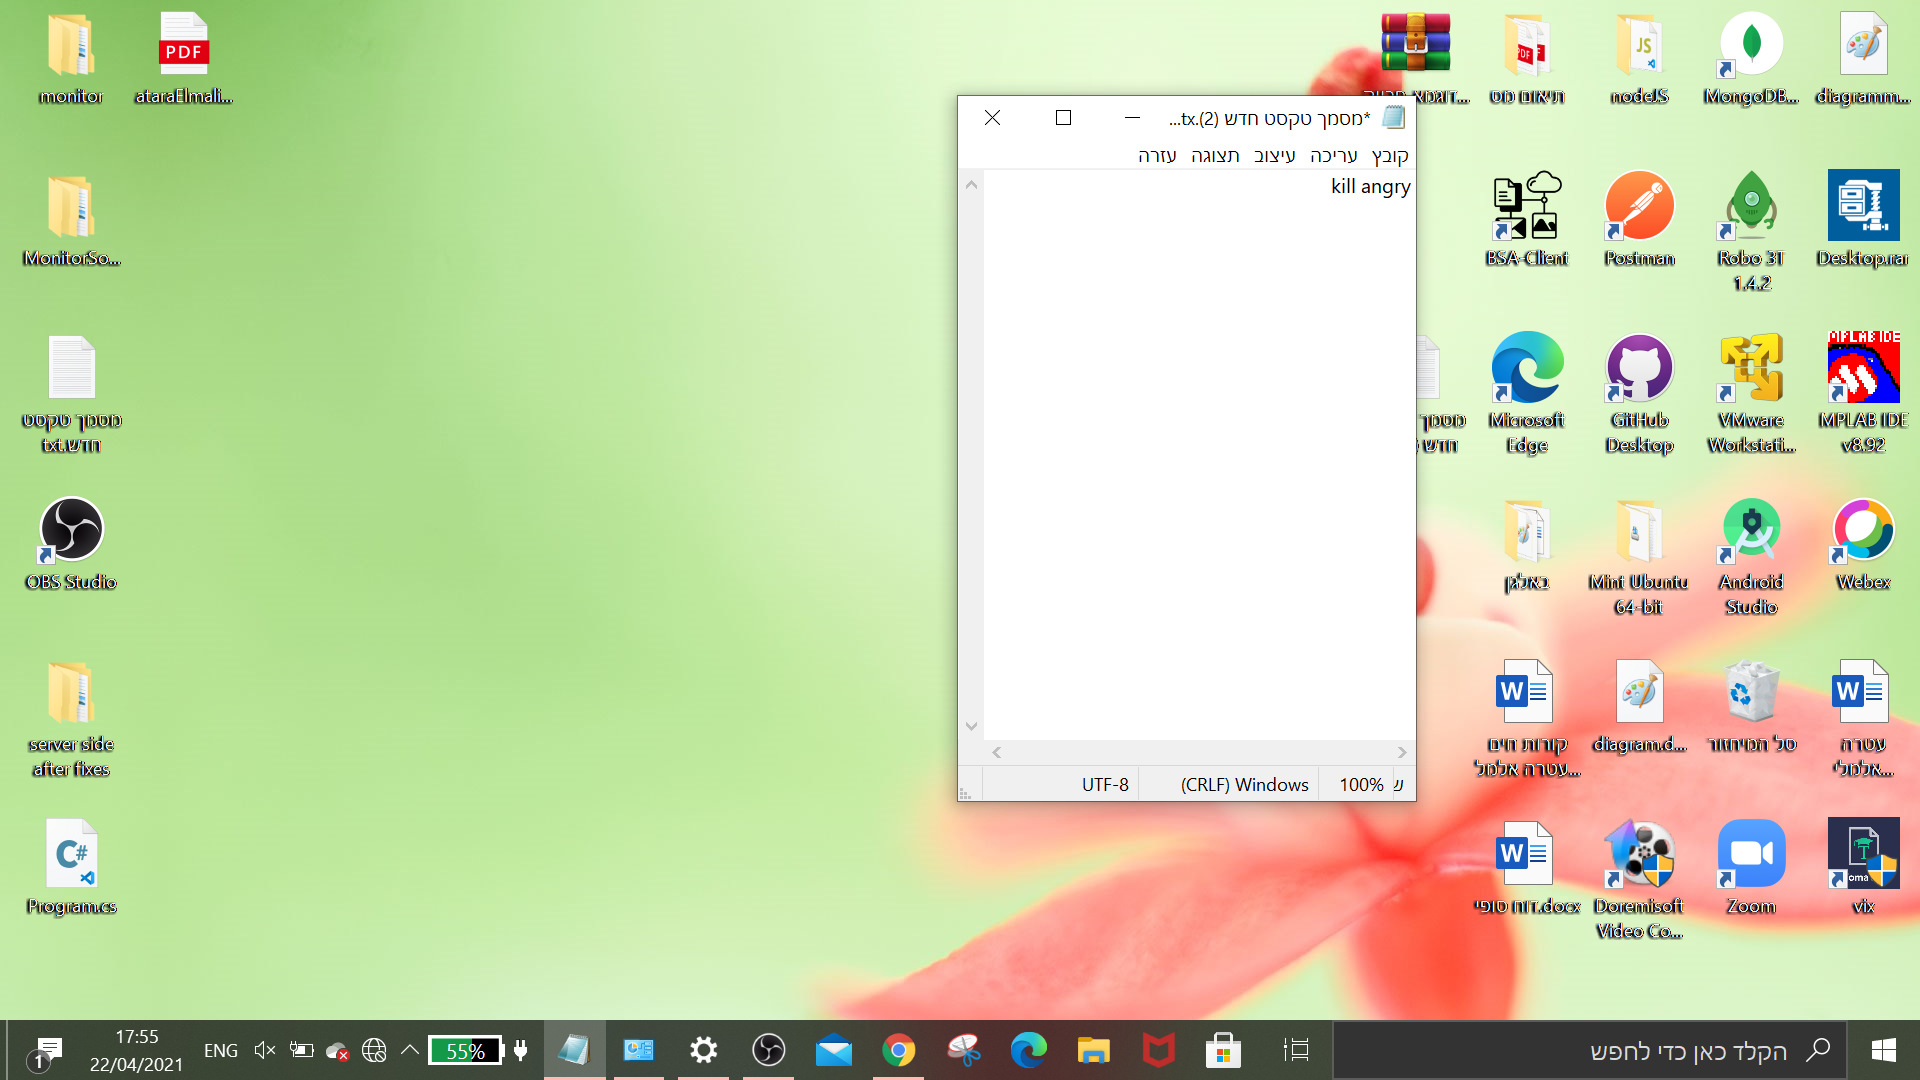 monitor
ataraElmali...
MonitorSo...
מסמך טקסט
חדש.txt
OBS Studio
server side
after fixes
Program.cs
*מסמך טקסט חדש (2).tx...
קובץ עריכה עיצוב תצוגה עזרה
kill angry
100% Windows (CRLF) UTF-8
תיאום מס
nodeJS
MongoDB...
diagramm...
BSA-Client
Postman
Robo 3T
1.4.2
Desktop.rar
מסמך
חדש
Microsoft
Edge
GitHub
Desktop
VMware
Workstati...
MPLAB IDE
v8.92
באלגן
Mint Ubuntu
64-bit
Android
Studio
Webex
קורות חיים
עטרה אלמל...
diagram.d...
סל המיחזור
עטרה
אלמלי...
דוח סופי.docx
Doremisoft
Video Co...
Zoom
vix
17:55
22/04/2021
ENG
55%
הקלד כאן כדי לחפש